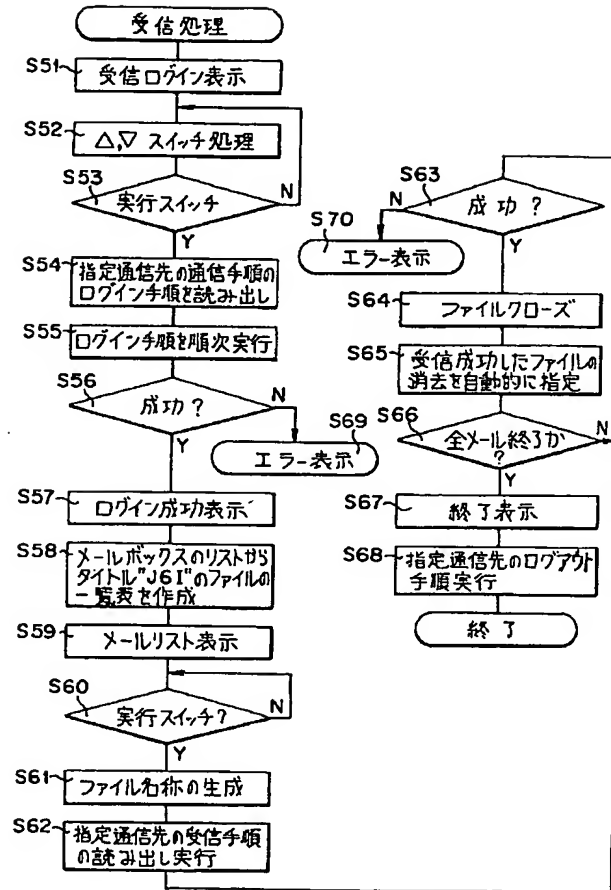 受信処理
S51
受信ログイン表示
S52
△,▽ スイッチ処理
S53
実行スイッチ
N
Y
S54
指定通信先の通信手順の
ログイン手順を読み出し
S55
ログイン手順を順次実行
S56
成功?
N
Y
S69
エラー表示
S57
ログイン成功表示
S58
メールボックスのリストから
タイトル"J6I"のファイルの
一覧表を作成
S59
メールリスト表示
S60
実行スイッチ?
N
Y
S61
ファイル名称の生成
S62
指定通信先の受信手順
の読み出し実行
S63
成功?
N
Y
S70
エラー表示
S64
ファイルクローズ
S65
受信成功したファイルの
消去を自動的に指定
S66
全メール終了か
?
N
Y
S67
終了表示
S68
指定通信先のログアウト
手順実行
終了